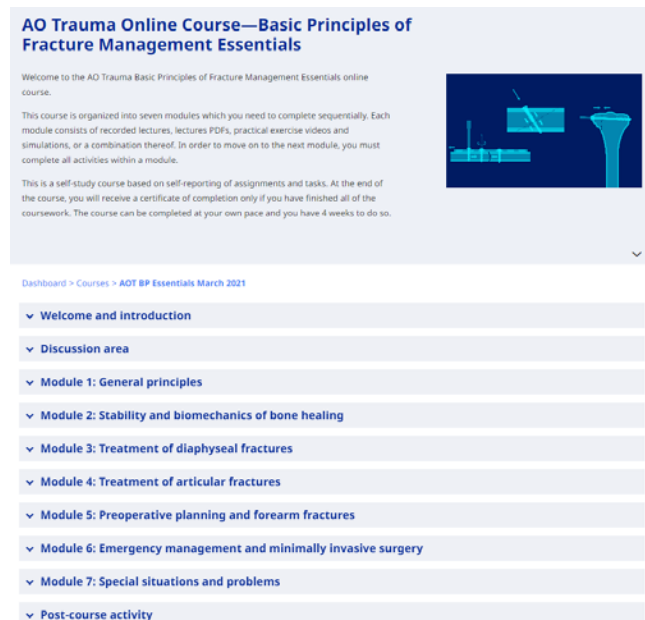 AO Trauma Online Course—Basic Principles of
Fracture Management Essentials
Welcome to the AO Trauma Basic Principles of Fracture Management Essentials online
course.
This course is organized into seven modules which you need to complete sequentially. Each
module consists of recorded lectures, lectures PDFs, practical exercise videos and
simulations, or a combination thereof. In order to move on to the next module, you must
complete all activities within a module.
This is a self-study course based on self-reporting of assignments and tasks. At the end of
the course, you will receive a certificate of completion only if you have finished all of the
coursework. The course can be completed at your own pace and you have 4 weeks to do so.
Dashboard > Courses > AOT BP Essentials March 2021
Welcome and introduction
Discussion area
Module 1: General principles
Module 2: Stability and biomechanics of bone healing
Module 3: Treatment of diaphyseal fractures
Module 4: Treatment of articular fractures
Module 5: Preoperative planning and forearm fractures
Module 6: Emergency management and minimally invasive surgery
Module 7: Special situations and problems
Post-course activity